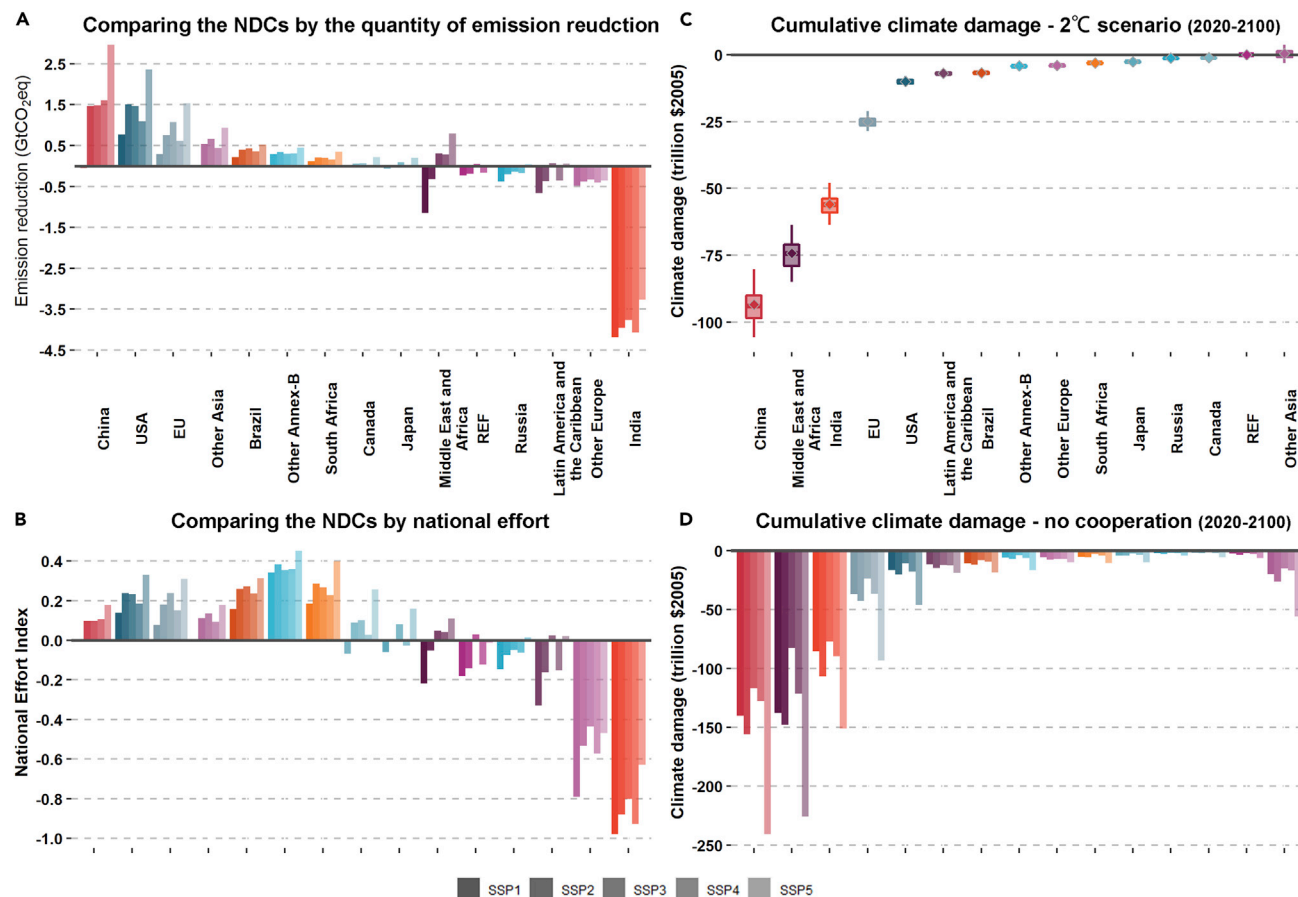 A
Comparing the NDCs by the quantity of emission reudction
Emission reduction (GtCO2eq)
2.5
1.5
0.5
-0.5
-1.5
-2.5
-3.5
-4.5
China
USA
EU
Other Asia
Brazil
Other Annex-B
South Africa
Canada
Japan
Middle East and
Africa
REF
Russia
Latin America and
the Caribbean
Other Europe
India
C
Cumulative climate damage - 2℃ scenario (2020-2100)
Climate damage (trillion $2005)
0
-25
-50
-75
-100
China
Middle East and
Africa
India
EU
USA
Latin America and
the Caribbean
Brazil
Other Annex-B
Other Europe
South Africa
Japan
Russia
Canada
REF
Other Asia
B
Comparing the NDCs by national effort
National Effort Index
0.4
0.2
0.0
-0.2
-0.4
-0.6
-0.8
-1.0
D
Cumulative climate damage - no cooperation (2020-2100)
Climate damage (trillion $2005)
0
-50
-100
-150
-200
-250
SSP1 SSP2 SSP3 SSP4 SSP5